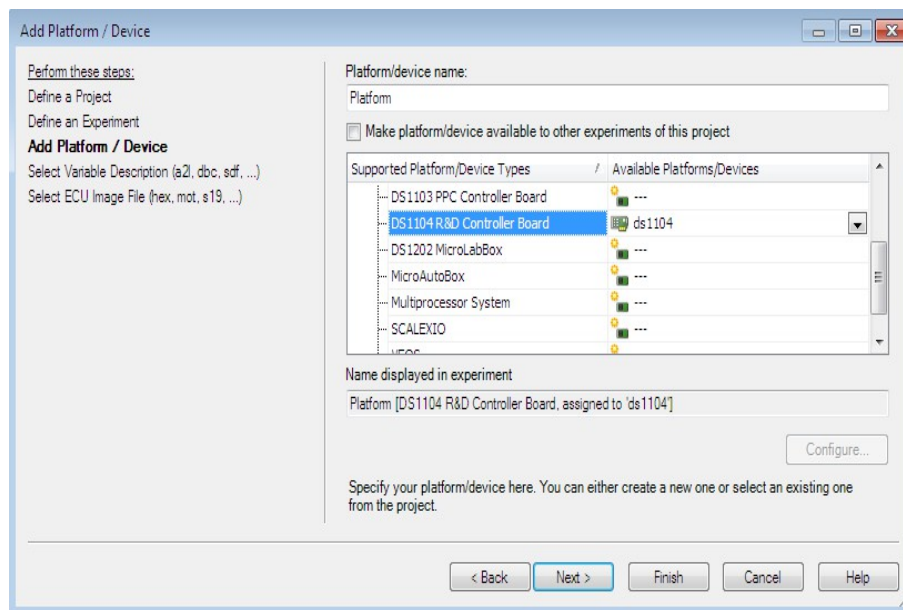 Add Platform / Device
Perform these steps:
Define a Project
Define an Experiment
Add Platform / Device
Select Variable Description (a2l, dbc, sdf, ...)
Select ECU Image File (hex, mot, s19, ...)
Platform/device name:
Platform
Make platform/device available to other experiments of this project
Supported Platform/Device Types / Available Platforms/Devices
DS1103 PPC Controller Board ---
DS1104 R&D Controller Board ds1104
DS1202 MicroLabBox ---
MicroAutoBox ---
Multiprocessor System ---
SCALEXIO ---
Name displayed in experiment
Platform [DS1104 R&D Controller Board, assigned to 'ds1104']
Configure...
Specify your platform/device here. You can either create a new one or select an existing one
from the project.
< Back Next > Finish Cancel Help